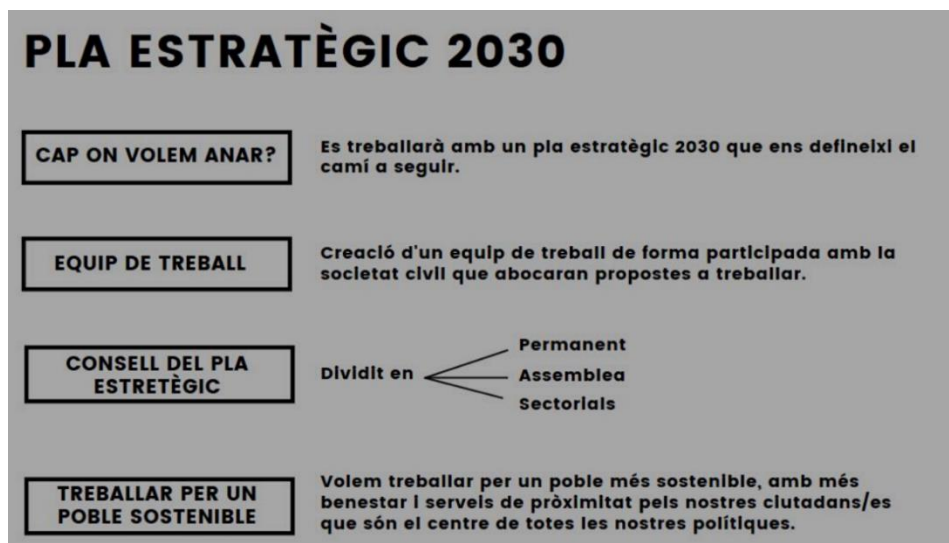 PLA ESTRATÈGIC 2030
CAP ON VOLEM ANAR?
Es treballarà amb un pla estratègic 2030 que ens defineixi el
camí a seguir.
EQUIP DE TREBALL
Creació d'un equip de treball de forma participada amb la
societat civil que abocaran propostes a treballar.
CONSELL DEL PLA
ESTRETÈGIC
Dividit en
Permanent
Assemblea
Sectorials
TREBALLAR PER UN
POBLE SOSTENIBLE
Volem treballar per un poble més sostenible, amb més
benestar i serveis de pròximitat pels nostres ciutadans/es
que són el centre de totes les nostres polítiques.